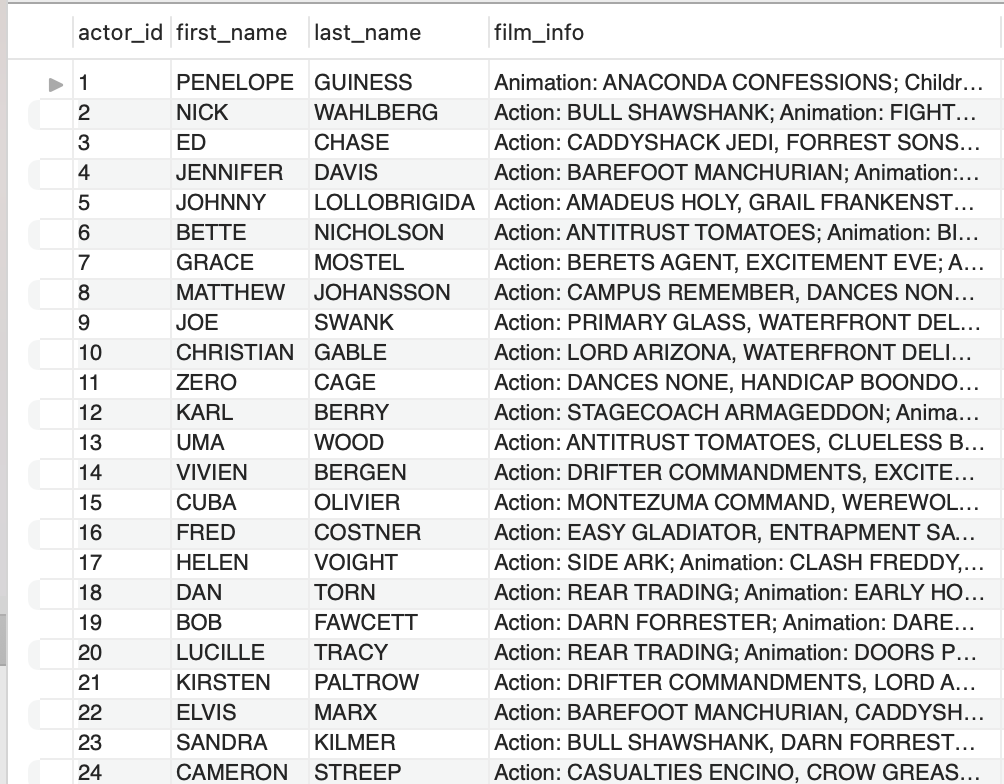 actor_id first_name last_name film_info
1 PENELOPE GUINESS Animation: ANACONDA CONFESSIONS; Childr...
2 NICK WAHLBERG Action: BULL SHAWSHANK; Animation: FIGHT...
3 ED CHASE Action: CADDYSHACK JEDI, FORREST SONS...
4 JENNIFER DAVIS Action: BAREFOOT MANCHURIAN; Animation:...
5 JOHNNY LOLLOBRIGIDA Action: AMADEUS HOLY, GRAIL FRANKENST...
6 BETTE NICHOLSON Action: ANTITRUST TOMATOES; Animation: BI...
7 GRACE MOSTEL Action: BERETS AGENT, EXCITEMENT EVE; A...
8 MATTHEW JOHANSSON Action: CAMPUS REMEMBER, DANCES NON...
9 JOE SWANK Action: PRIMARY GLASS, WATERFRONT DEL...
10 CHRISTIAN GABLE Action: LORD ARIZONA, WATERFRONT DELI...
11 ZERO CAGE Action: DANCES NONE, HANDICAP BOONDO...
12 KARL BERRY Action: STAGECOACH ARMAGEDDON; Anima...
13 UMA WOOD Action: ANTITRUST TOMATOES, CLUELESS B...
14 VIVIEN BERGEN Action: DRIFTER COMMANDMENTS, EXCITE...
15 CUBA OLIVIER Action: MONTEZUMA COMMAND, WEREWOL...
16 FRED COSTNER Action: EASY GLADIATOR, ENTRAPMENT SA...
17 HELEN VOIGHT Action: SIDE ARK; Animation: CLASH FREDDY,...
18 DAN TORN Action: REAR TRADING; Animation: EARLY HO...
19 BOB FAWCETT Action: DARN FORRESTER; Animation: DARE...
20 LUCILLE TRACY Action: REAR TRADING; Animation: DOORS P...
21 KIRSTEN PALTROW Action: DRIFTER COMMANDMENTS, LORD A...
22 ELVIS MARX Action: BAREFOOT MANCHURIAN, CADDYSH...
23 SANDRA KILMER Action: BULL SHAWSHANK, DARN FORREST...
24 CAMERON STREEP Action: CASUALTIES ENCINO, CROW GREAS...